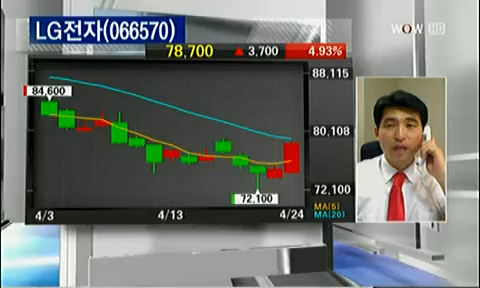 LG전자(066570)
WOW HD
78,700 ▲ 3,700 4.93%
88,115
84,600
80,108
72,100
72,100
MA(5)
MA(20)
4/3 4/13 4/24